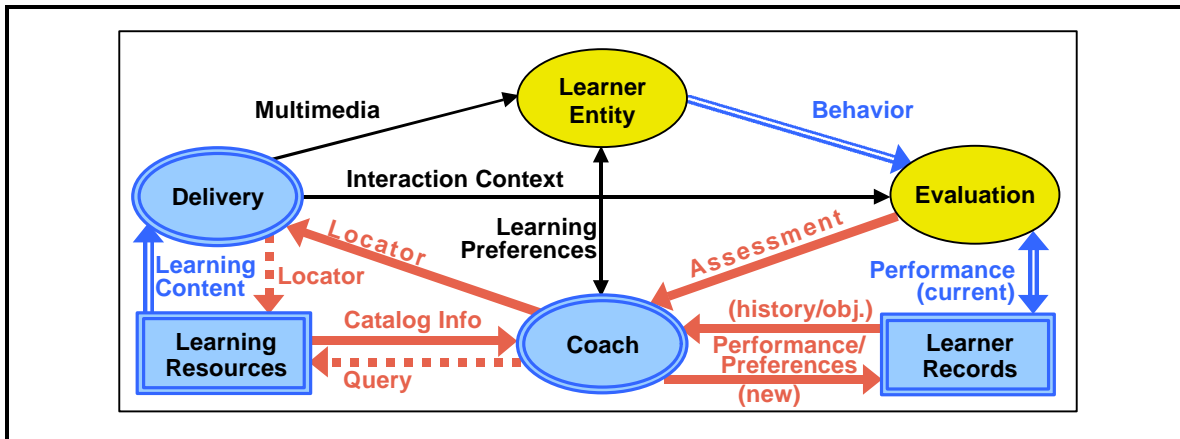 Learner
Entity
Multimedia
Behavior
Delivery
Interaction Context
Evaluation
Learning
Preferences
Locator
Assessment
Learning
Content
Locator
Performance
(current)
Learning
Resources
Catalog Info
Query
Coach
(history/obj.)
Performance/
Preferences
(new)
Learner
Records